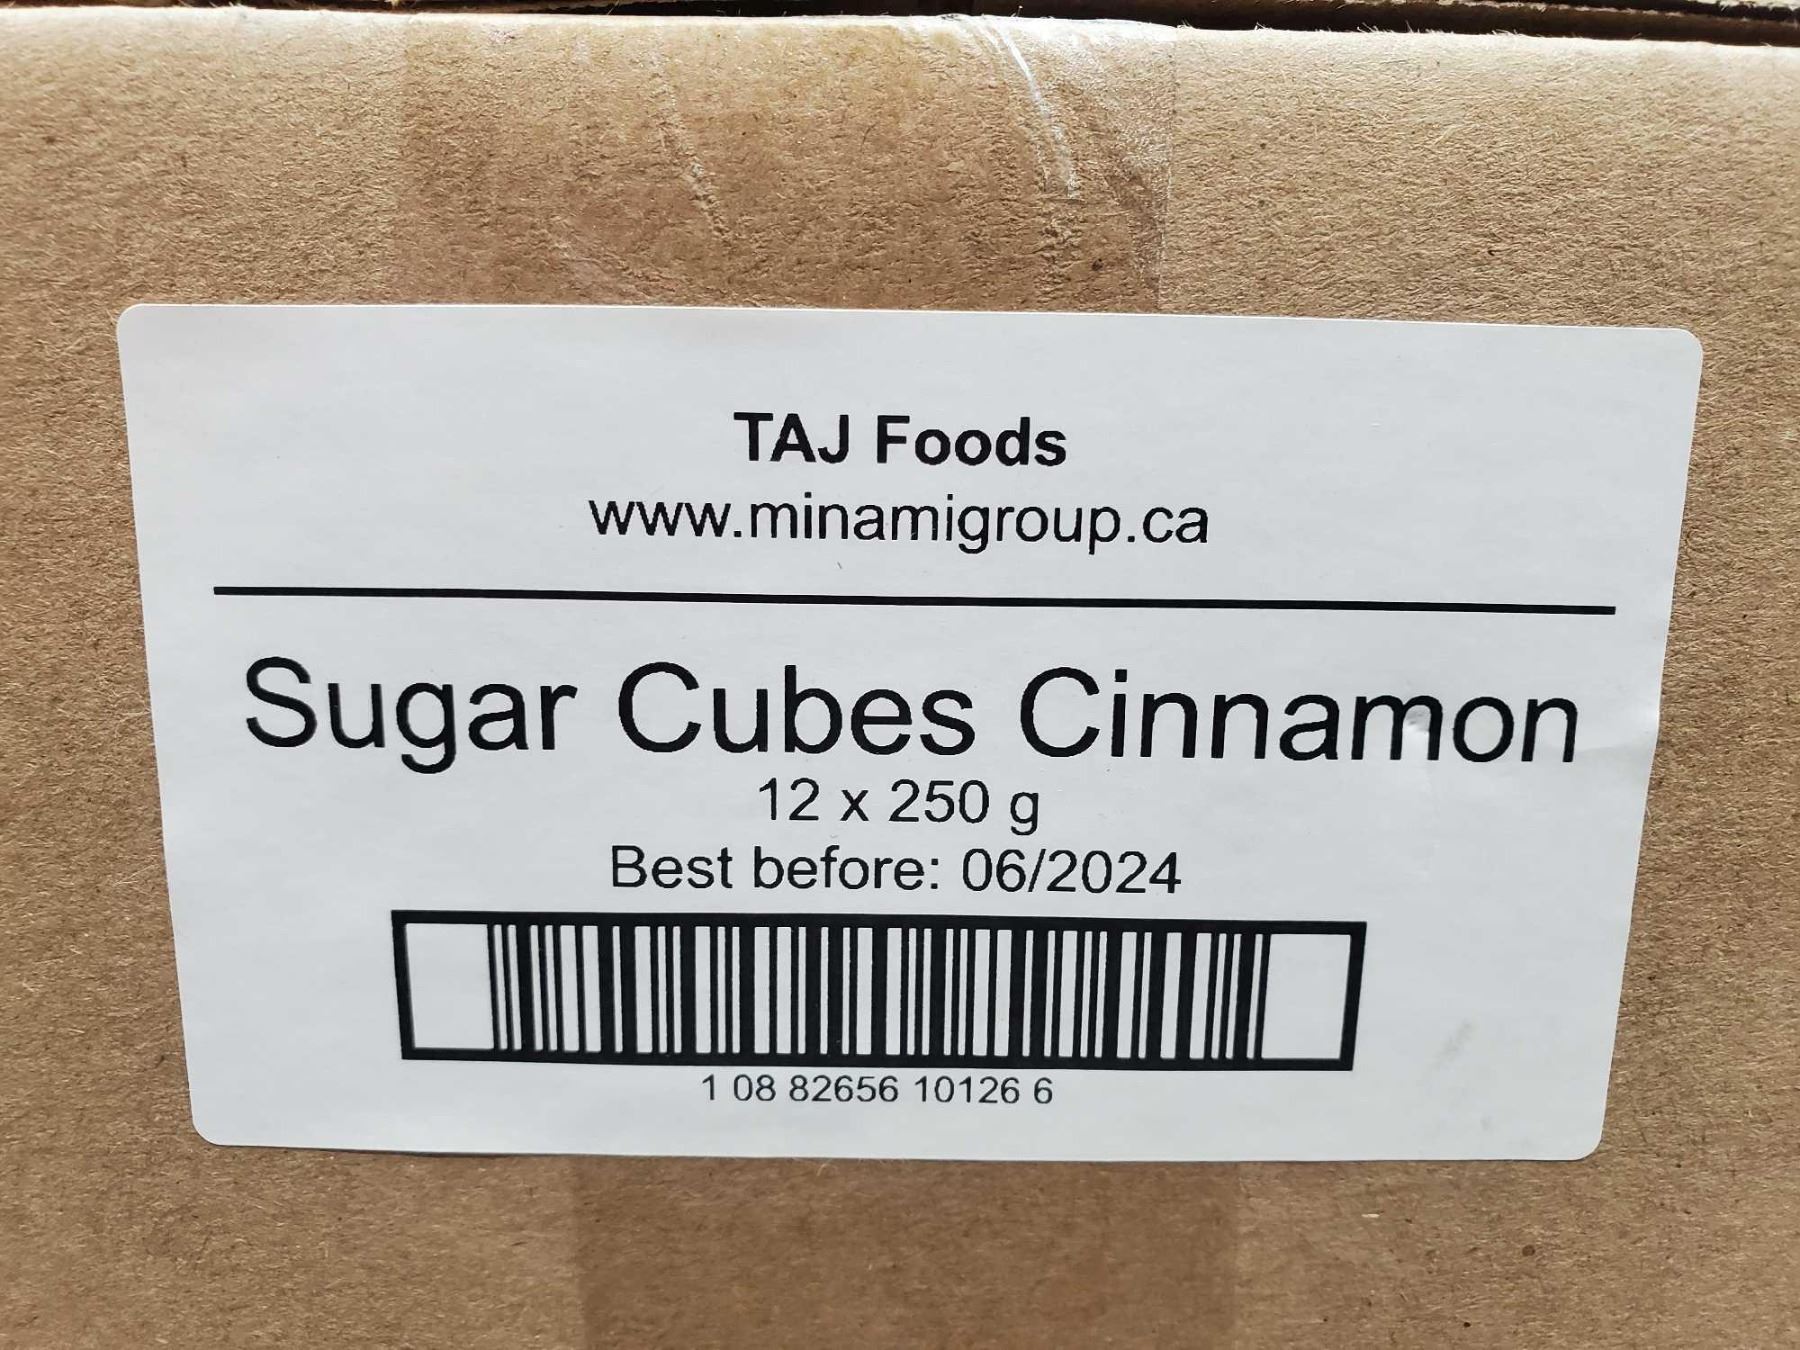 TAJ Foods
www.minamigroup.ca
Sugar Cubes Cinnamon
12 x 250 g
Best before: 06/2024
1 08 82656 10126 6